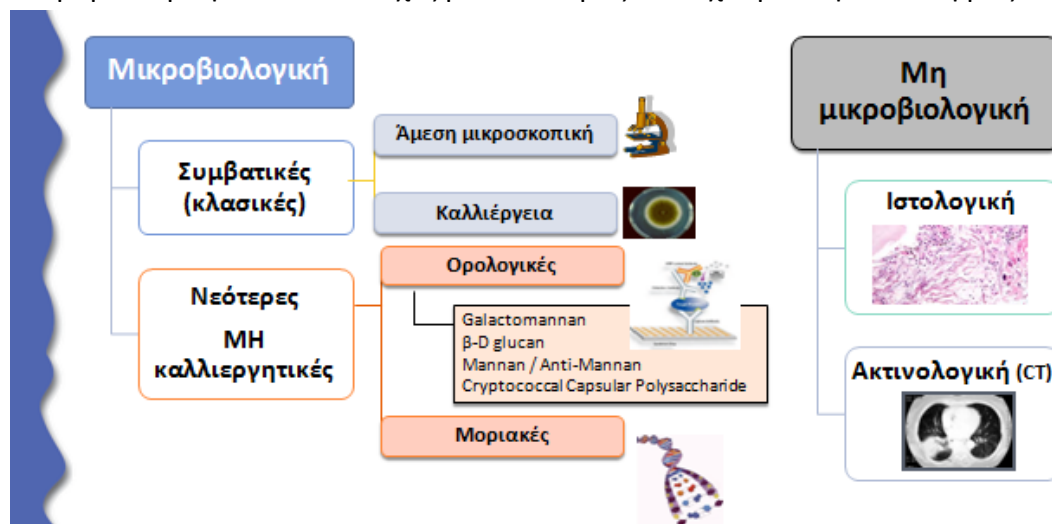 Μικροβιολογική
Συμβατικές
(κλασικές)
Άμεση μικροσκοπική
Καλλιέργεια
Νεότερες
ΜΗ
καλλιεργητικές
Ορολογικές
Galactomannan
β-D glucan
Mannan / Anti-Mannan
Cryptococcal Capsular Polysaccharide
Μοριακές
Μη
μικροβιολογική
Ιστολογική
Ακτινολογική (CT)